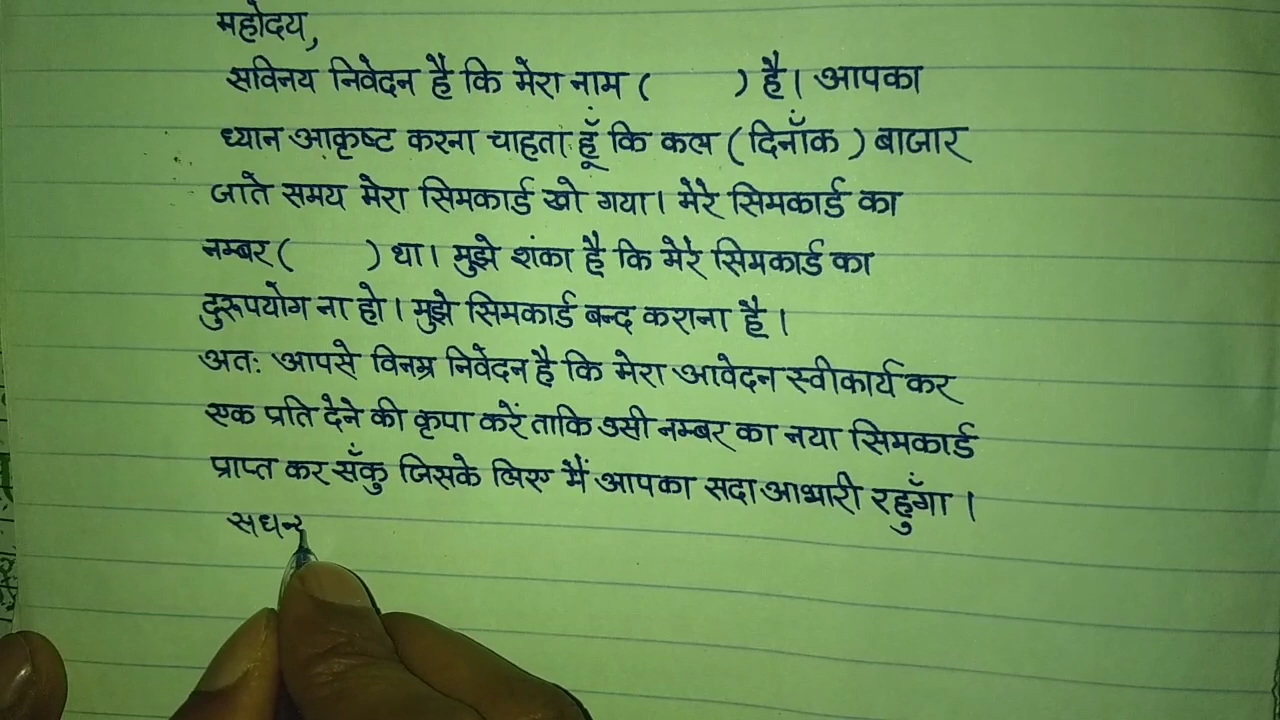 महोदय,
सविनय निवेदन है कि मेरा नाम (      ) है। आपका
ध्यान आकृष्ट करना चाहता हूँ कि कल (दिनाँक) बाजार
जाते समय मेरा सिमकार्ड खो गया। मेरे सिमकार्ड का
नम्बर (      ) था। मुझे शंका है कि मेरे सिमकार्ड का
दुरूपयोग ना हो। मुझे सिमकार्ड बन्द कराना है।
अतः आपसे विनम्र निवेदन है कि मेरा आवेदन स्वीकार्य कर
एक प्रति देने की कृपा करें ताकि उसी नम्बर का नया सिमकार्ड
प्राप्त कर सँकु जिसके लिए मैं आपका सदा आभारी रहुँगा।
सधन्